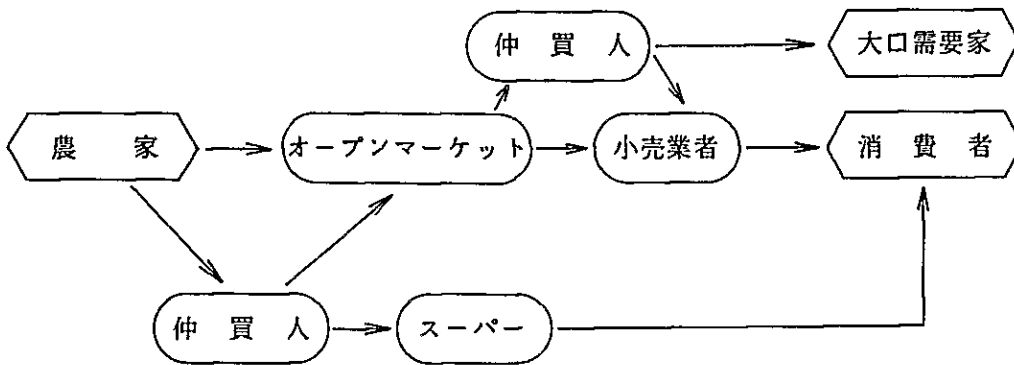 仲買人
大口需要家
農家
オープンマーケット
小売業者
消費者
仲買人
スーパー